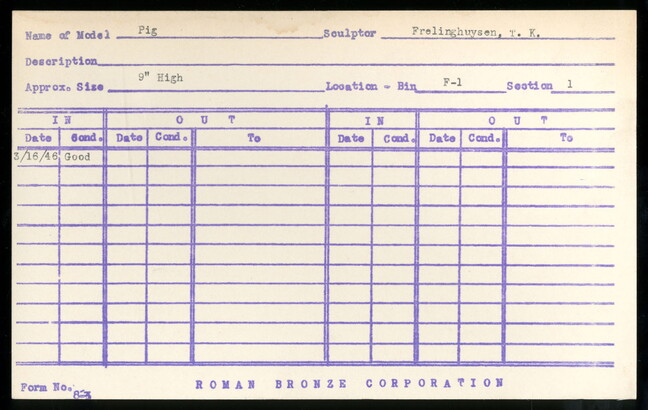 Name of Model Pig Sculptor Frelinghuysen, T. K.
Description
Approx. Size 9" High Location - Bin F-1 Section 1
IN OUT IN OUT
Date Cond. Date Cond. To Date Cond. Date Cond. To
3/16/46 Good
Form No. ROMAN BRONZE CORPORATION